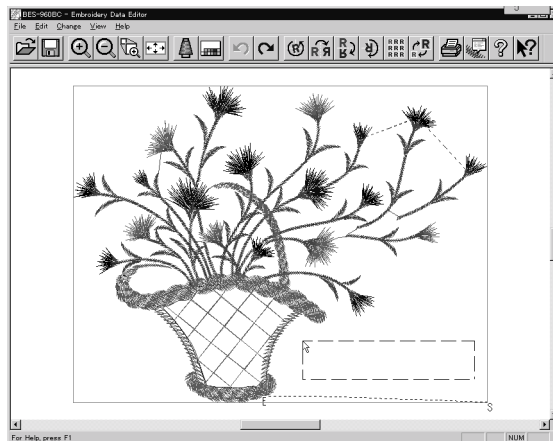 BES-960BC - Embroidery Data Editor
File Edit Change View Help
E
S
For Help, press F1
NUM